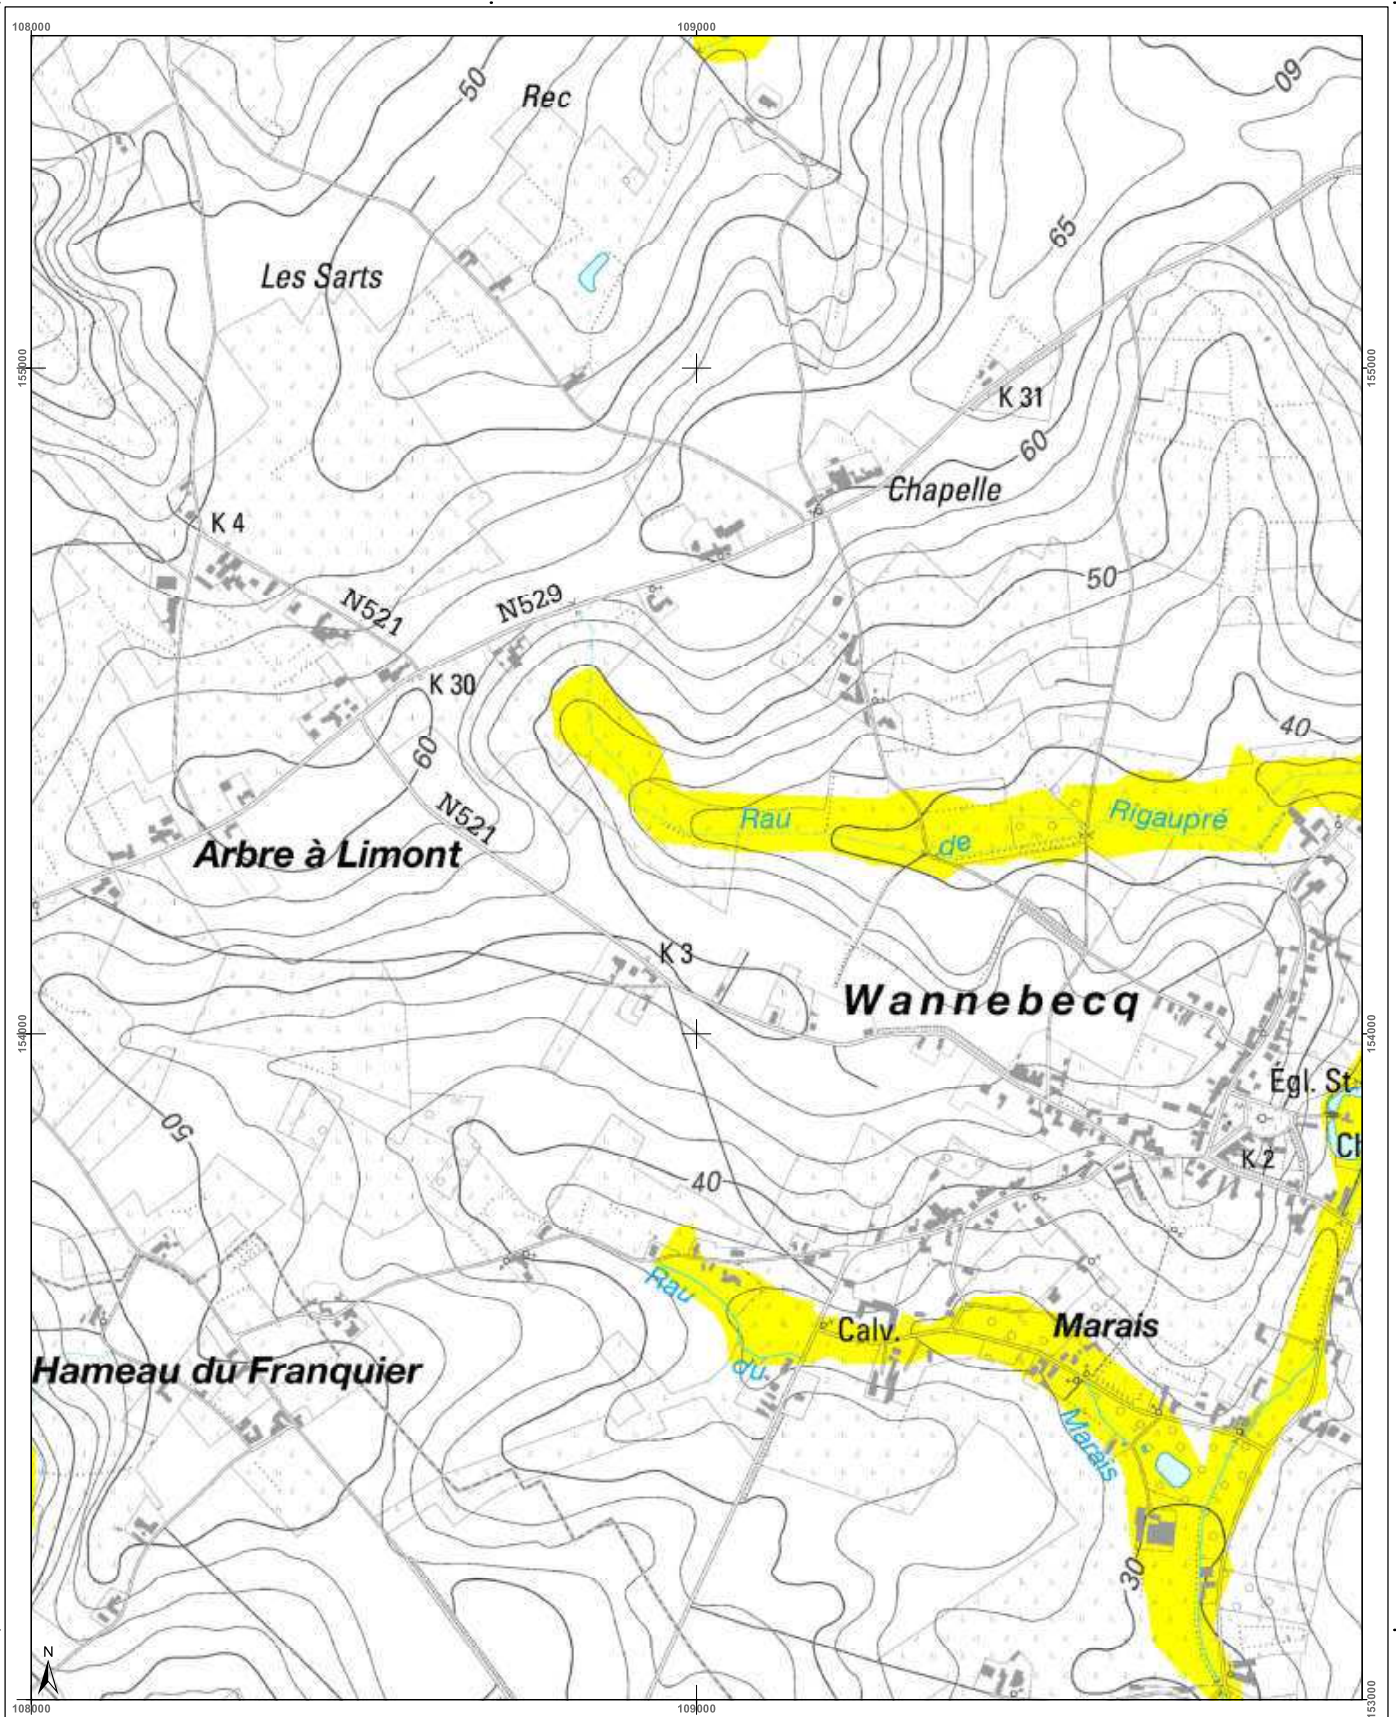 108000
109000
50
Rec
60
65
Les Sarts
155000
155000
K 31
60
Chapelle
K 4
50
N521
N529
K 30
40
60
N521
Rau
de
Rigaupré
Arbre à Limont
K 3
Wannebecq
154000
154000
Égl. St
50
K 2
Ch
40
Rau
Calv.
Marais
du
Hameau du Franquier
Marais
30
N
108000
109000
153000